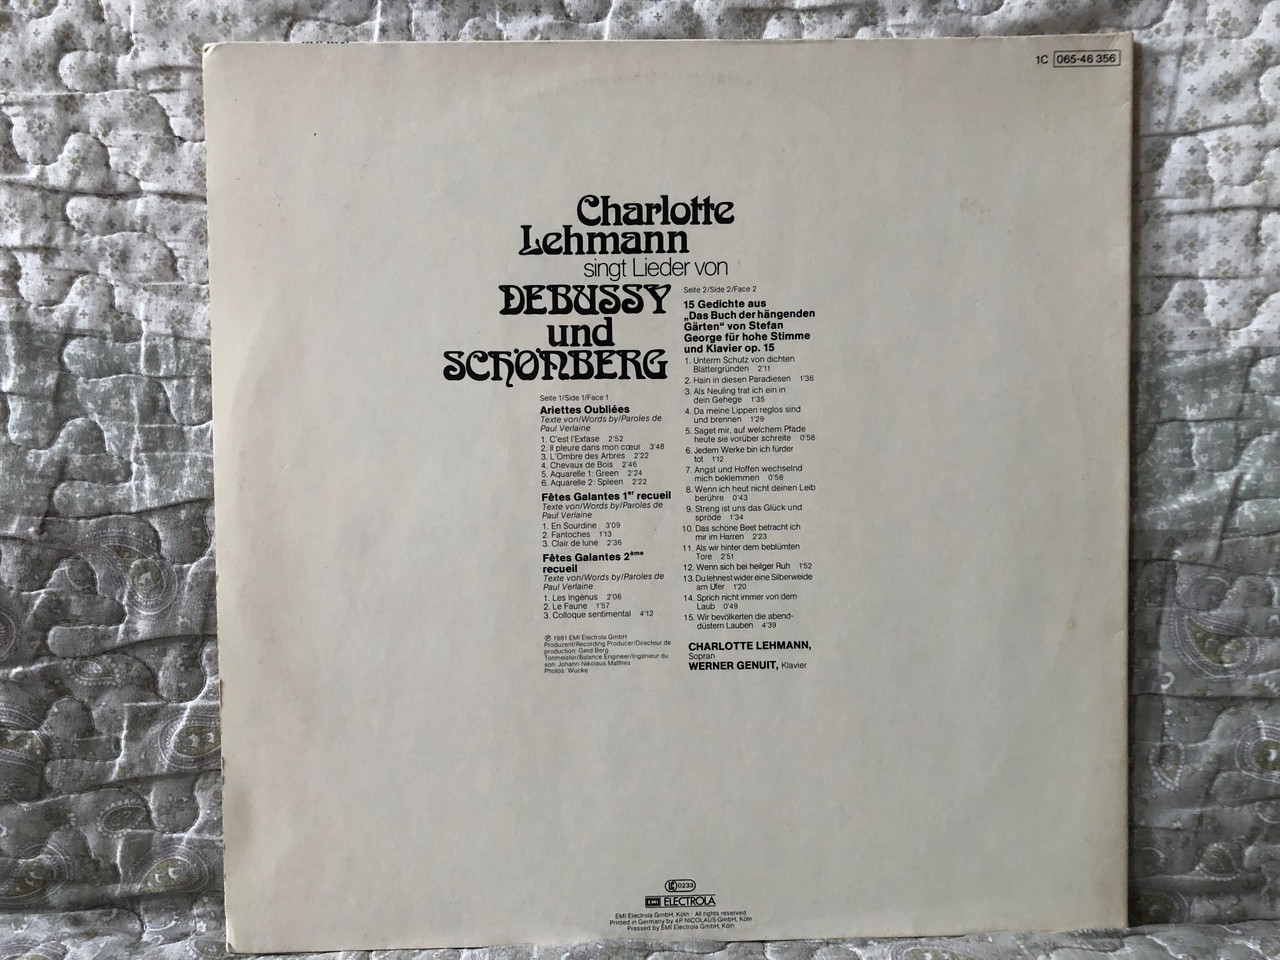 1C 065-46 356
Charlotte
Lehmann
singt Lieder von
DEBUSSY
und
SCHÖNBERG
Seite 1/Side 1/Face 1
Ariettes Oubliées
Texte von/Words by/Paroles de
Paul Verlaine
1. C'est l'Extase 2'52
2. Il pleure dans mon cœur 3'48
3. L'Ombre des Arbres 2'22
4. Chevaux de Bois 2'46
5. Aquarelle 1: Green 2'24
6. Aquarelle 2: Spleen 2'22
Fêtes Galantes 1er recueil
Texte von/Words by/Paroles de
Paul Verlaine
1. En Sourdine 3'09
2. Fantoches 1'13
3. Clair de lune 2'36
Fêtes Galantes 2ème
recueil
Texte von/Words by/Paroles de
Paul Verlaine
1. Les Ingénus 2'06
2. Le Faune 1'57
3. Colloque sentimental 4'12
℗ 1981 EMI Electrola GmbH
Produzent/Recording Producer/Directeur de
production: Gerd Berg
Tonmeister/Balance Engineer/Ingénieur du
son: Johann-Nikolaus Matthes
Photos: Wucke
Seite 2/Side 2/Face 2
15 Gedichte aus
„Das Buch der hängenden
Gärten“ von Stefan
George für hohe Stimme
und Klavier op. 15
1. Unterm Schutz von dichten
Blättergründen 2'11
2. Hain in diesen Paradiesen 1'36
3. Als Neuling trat ich ein in
dein Gehege 1'35
4. Da meine Lippen reglos sind
und brennen 1'29
5. Saget mir, auf welchem Pfade
heute sie vorüber schreite 0'58
6. Jedem Werke bin ich fürder
tot 1'12
7. Angst und Hoffen wechselnd
mich beklemmen 0'56
8. Wenn ich heut nicht deinen Leib
berühre 0'43
9. Streng ist uns das Glück und
spröde 1'34
10. Das schöne Beet betracht ich
mir im Harren 2'23
11. Als wir hinter dem beblümten
Tore 2'51
12. Wenn sich bei heilger Ruh 1'52
13. Du lehnest wider eine Silberweide
am Ufer 1'20
14. Sprich nicht immer von dem
Laub 0'49
15. Wir bevölkerten die abend-
düstern Lauben 4'39
CHARLOTTE LEHMANN,
Sopran
WERNER GENUIT, Klavier
LC 0233
EMI ELECTROLA
EMI Electrola GmbH, Köln · All rights reserved
Printed in Germany by 4P NICOLAUS GmbH, Köln
Pressed by EMI Electrola GmbH, Köln